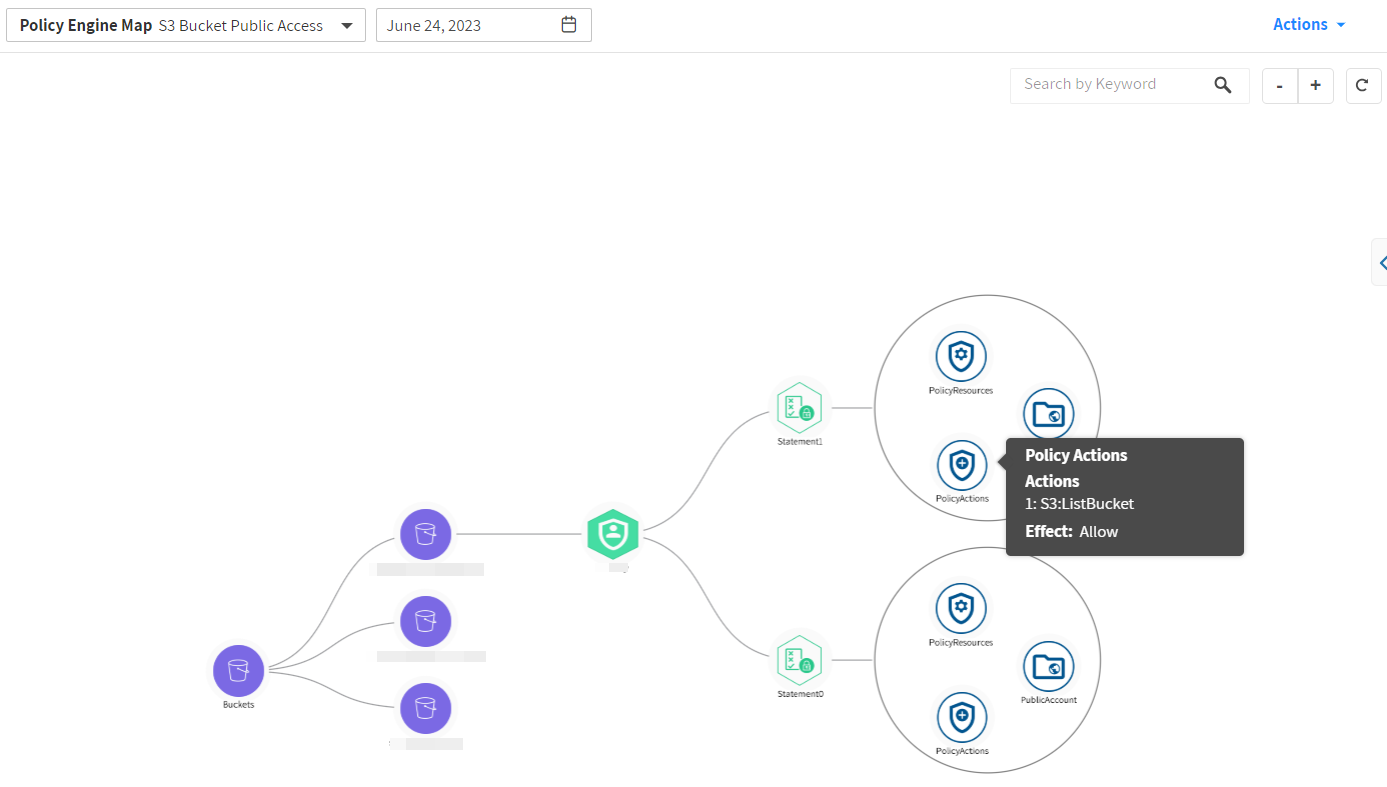 Policy Engine Map S3 Bucket Public Access
June 24, 2023
Actions
Search by Keyword
-
+
PolicyResources
Statement1
PolicyActions
Policy Actions
Actions
1: S3:ListBucket
Effect: Allow
PolicyResources
Statement0
PublicAccount
Buckets
PolicyActions